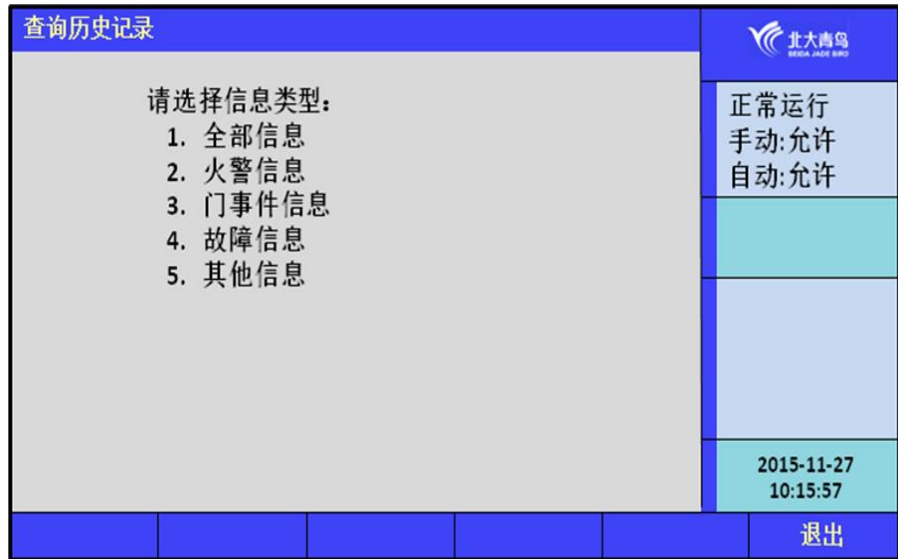 查询历史记录
北大青鸟
BEIDA JADE BIRD
请选择信息类型:
1. 全部信息
2. 火警信息
3. 门事件信息
4. 故障信息
5. 其他信息
正常运行
手动:允许
自动:允许
2015-11-27
10:15:57
退出